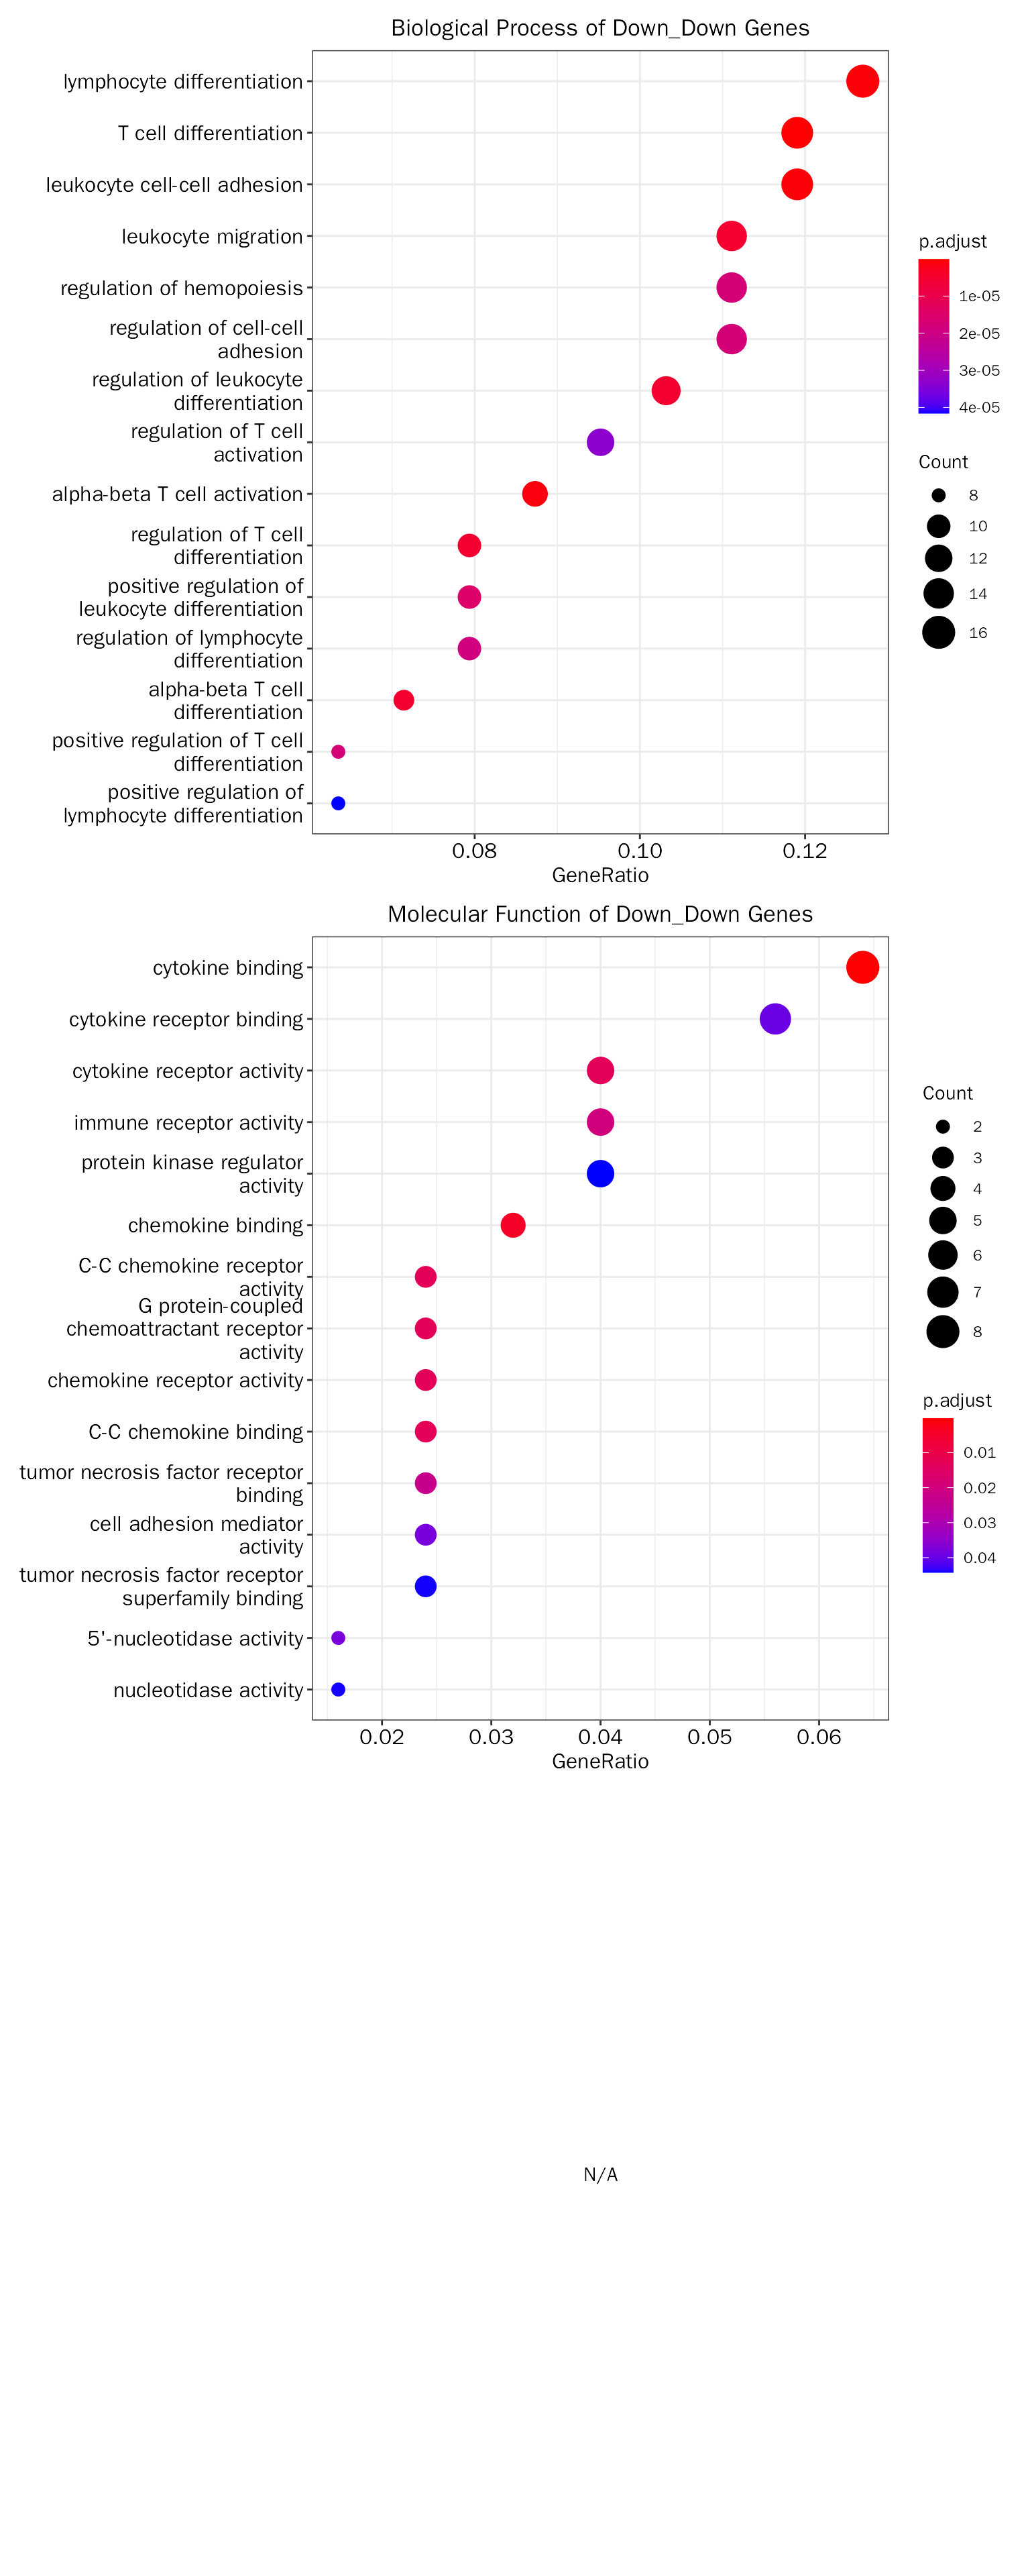 Biological Process of Down_Down Genes
lymphocyte differentiation
T cell differentiation
leukocyte cell-cell adhesion
leukocyte migration
regulation of hemopoiesis
regulation of cell-cell
adhesion
regulation of leukocyte
differentiation
regulation of T cell
activation
alpha-beta T cell activation
regulation of T cell
differentiation
positive regulation of
leukocyte differentiation
regulation of lymphocyte
differentiation
alpha-beta T cell
differentiation
positive regulation of T cell
differentiation
positive regulation of
lymphocyte differentiation
0.08 0.10 0.12
GeneRatio
p.adjust
1e-05
2e-05
3e-05
4e-05
Count
8
10
12
14
16
Molecular Function of Down_Down Genes
cytokine binding
cytokine receptor binding
cytokine receptor activity
immune receptor activity
protein kinase regulator
activity
chemokine binding
C-C chemokine receptor
activity
G protein-coupled
chemoattractant receptor
activity
chemokine receptor activity
C-C chemokine binding
tumor necrosis factor receptor
binding
cell adhesion mediator
activity
tumor necrosis factor receptor
superfamily binding
5'-nucleotidase activity
nucleotidase activity
0.02 0.03 0.04 0.05 0.06
GeneRatio
Count
2
3
4
5
6
7
8
p.adjust
0.01
0.02
0.03
0.04
N/A